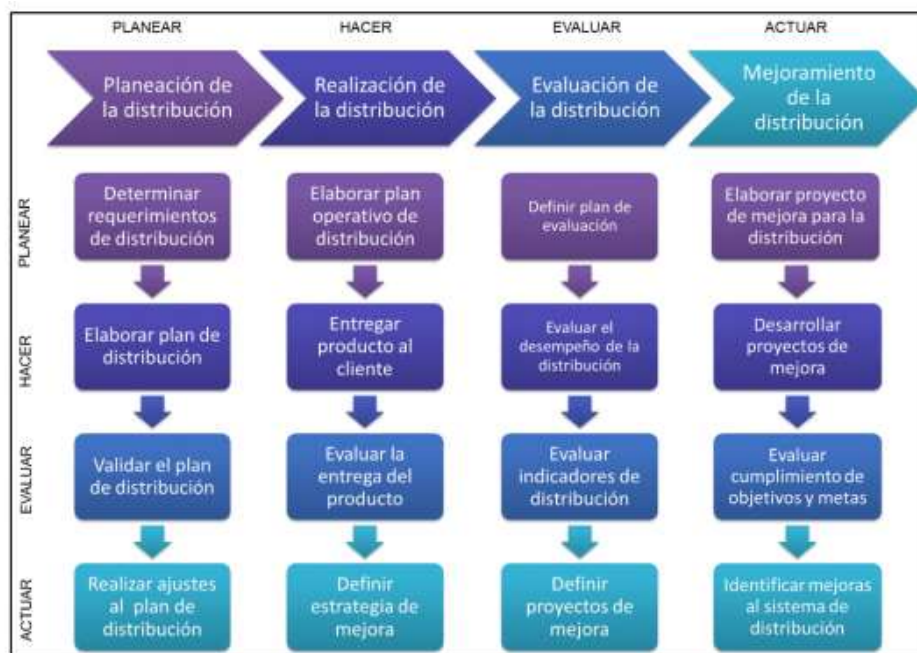 PLANEAR
HACER
EVALUAR
ACTUAR
Planeación de
la distribución
Realización de
la distribución
Evaluación de
la distribución
Mejoramiento
de la
distribución
PLANEAR
Determinar
requerimientos
de distribución
Elaborar plan
operativo de
distribución
Definir plan de
evaluación
Elaborar proyecto
de mejora para la
distribución
HACER
Elaborar plan de
distribución
Entregar
producto al
cliente
Evaluar el
desempeño de la
distribución
Desarrollar
proyectos de
mejora
EVALUAR
Validar el plan
de distribución
Evaluar la
entrega del
producto
Evaluar
indicadores de
distribución
Evaluar
cumplimiento de
objetivos y metas
ACTUAR
Realizar ajustes
al plan de
distribución
Definir
estrategia de
mejora
Definir
proyectos de
mejora
Identificar mejoras
al sistema de
distribución